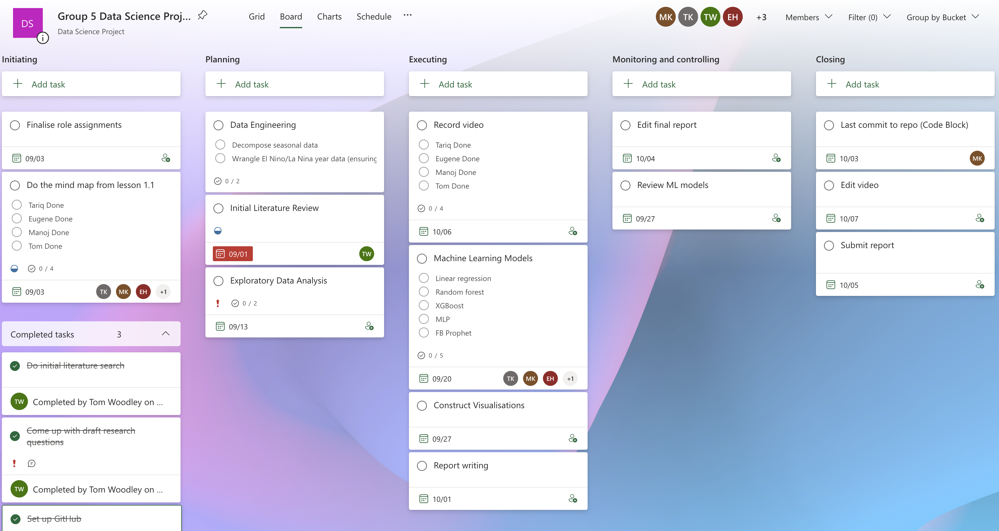 DS
Group 5 Data Science Proj...
Data Science Project
Grid
Board
Charts
Schedule
...
MK
TK
TW
EH
+3
Members
Filter (0)
Group by Bucket
Initiating
Add task
Finalise role assignments
09/03
Do the mind map from lesson 1.1
Tariq Done
Eugene Done
Manoj Done
Tom Done
0 / 4
09/03
TK
MK
EH
+1
Completed tasks
3
Do initial literature search
TW
Completed by Tom Woodley on ...
Come up with draft research
questions
TW
Completed by Tom Woodley on ...
Set up GitHub
Planning
Add task
Data Engineering
Decompose seasonal data
Wrangle El Nino/La Nina year data (ensuring
0 / 2
Initial Literature Review
09/01
TW
Exploratory Data Analysis
0 / 2
09/13
Executing
Add task
Record video
Tariq Done
Eugene Done
Manoj Done
Tom Done
0 / 4
10/06
Machine Learning Models
Linear regression
Random forest
XGBoost
MLP
FB Prophet
0 / 5
09/20
TK
MK
EH
+1
Construct Visualisations
09/27
Report writing
10/01
Monitoring and controlling
Add task
Edit final report
10/04
Review ML models
09/27
Closing
Add task
Last commit to repo (Code Block)
10/03
MK
Edit video
10/07
Submit report
10/05